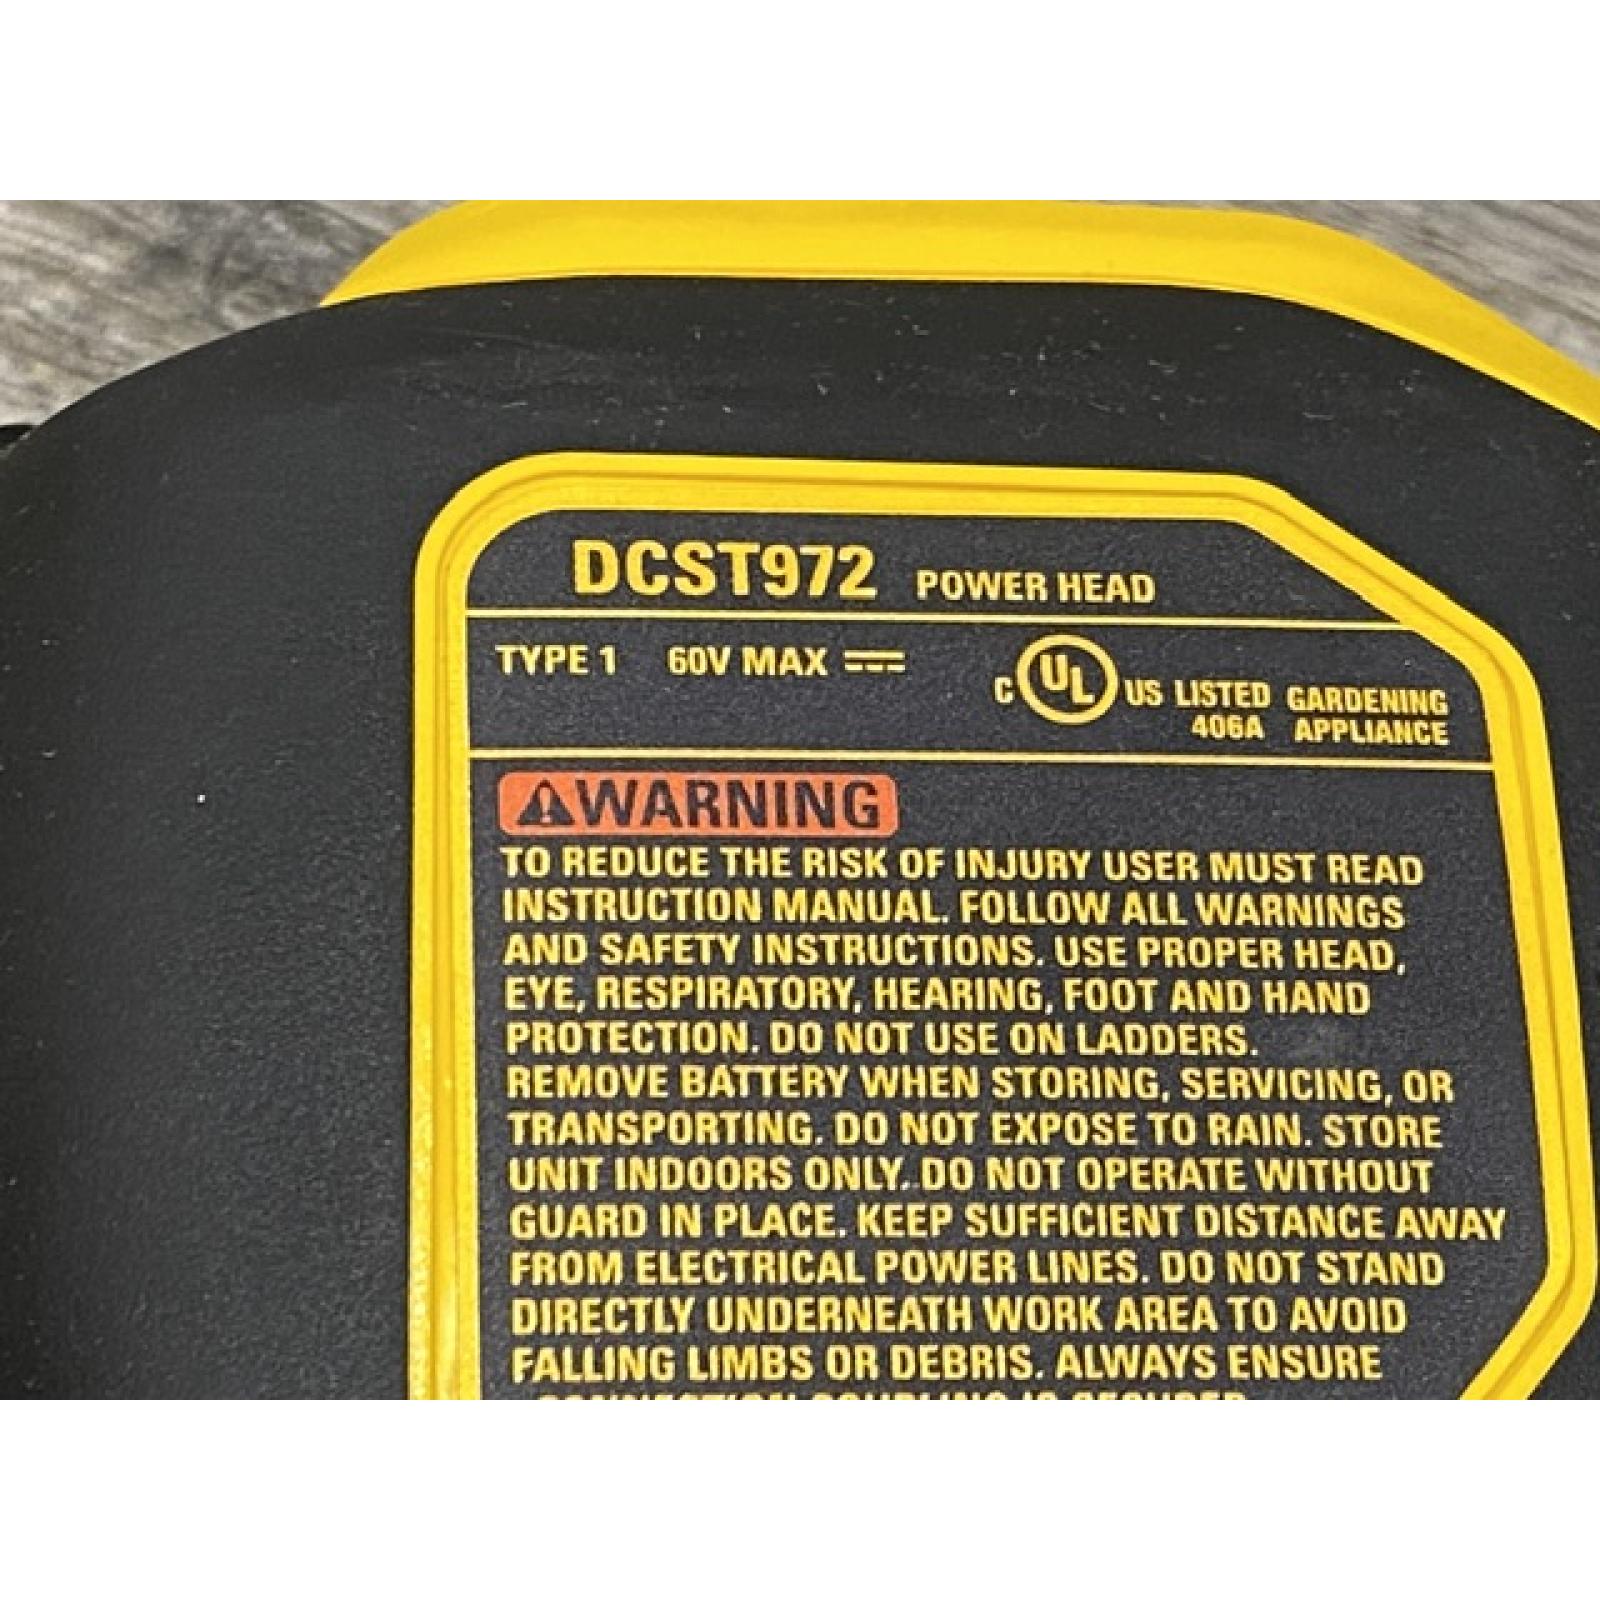 DCST972 POWER HEAD
TYPE 1 60V MAX
C UL US LISTED GARDENING
406A APPLIANCE
WARNING
TO REDUCE THE RISK OF INJURY USER MUST READ
INSTRUCTION MANUAL. FOLLOW ALL WARNINGS
AND SAFETY INSTRUCTIONS. USE PROPER HEAD,
EYE, RESPIRATORY, HEARING, FOOT AND HAND
PROTECTION. DO NOT USE ON LADDERS.
REMOVE BATTERY WHEN STORING, SERVICING, OR
TRANSPORTING. DO NOT EXPOSE TO RAIN. STORE
UNIT INDOORS ONLY. DO NOT OPERATE WITHOUT
GUARD IN PLACE. KEEP SUFFICIENT DISTANCE AWAY
FROM ELECTRICAL POWER LINES. DO NOT STAND
DIRECTLY UNDERNEATH WORK AREA TO AVOID
FALLING LIMBS OR DEBRIS. ALWAYS ENSURE